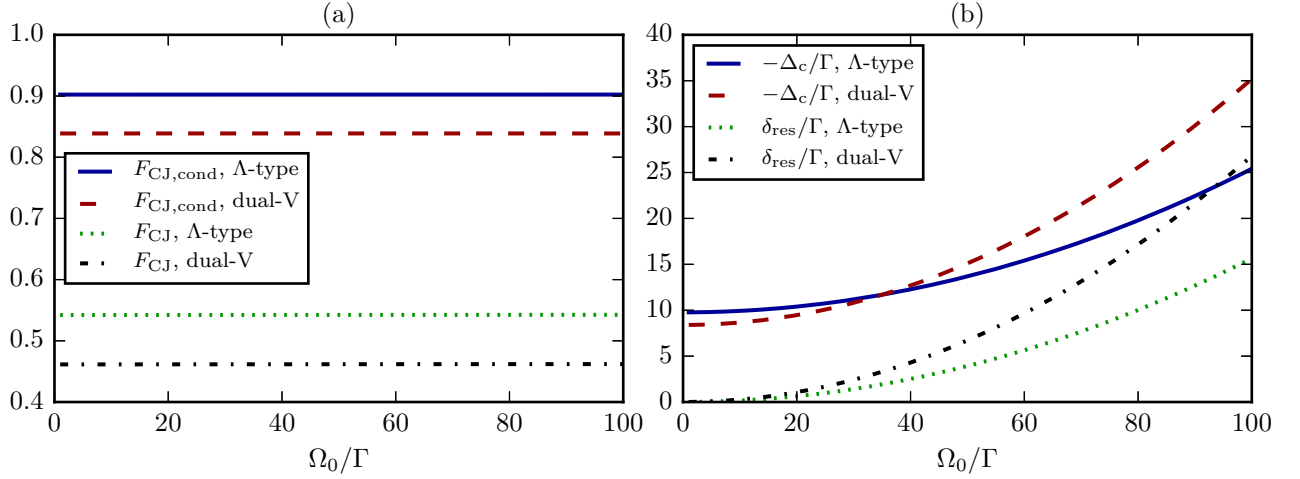 (a)
1.0
0.9
0.8
0.7
0.6
0.5
0.4
F_CJ,cond, Λ-type
F_CJ,cond, dual-V
F_CJ, Λ-type
F_CJ, dual-V
0 20 40 60 80 100
Ω_0/Γ
(b)
40
35
30
25
20
15
10
5
0
−Δ_c/Γ, Λ-type
−Δ_c/Γ, dual-V
δ_res/Γ, Λ-type
δ_res/Γ, dual-V
0 20 40 60 80 100
Ω_0/Γ